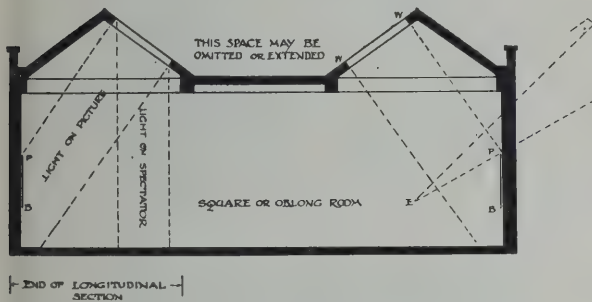 W
W
THIS SPACE MAY BE
OMITTED OR EXTENDED
P
LIGHT ON PICTURE
LIGHT ON SPECTATOR
P
B
SQUARE OR OBLONG ROOM
E
B
END OF LONGITUDINAL
SECTION